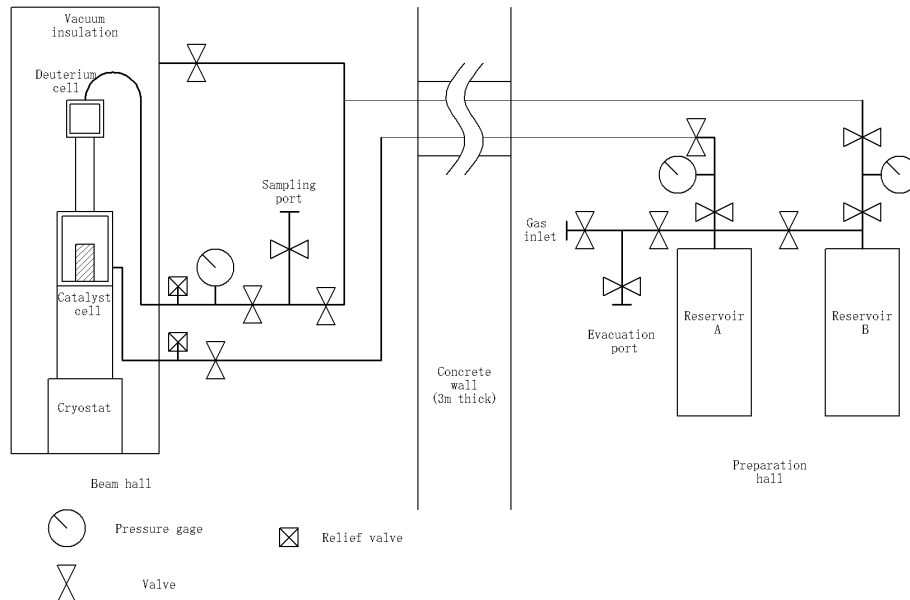 Vacuum
insulation
Deuterium
cell
Sampling
port
Gas
inlet
Catalyst
cell
Cryostat
Evacuation
port
Reservoir
A
Reservoir
B
Concrete
wall
(3m thick)
Beam hall
Preparation
hall
Pressure gage
Relief valve
Valve